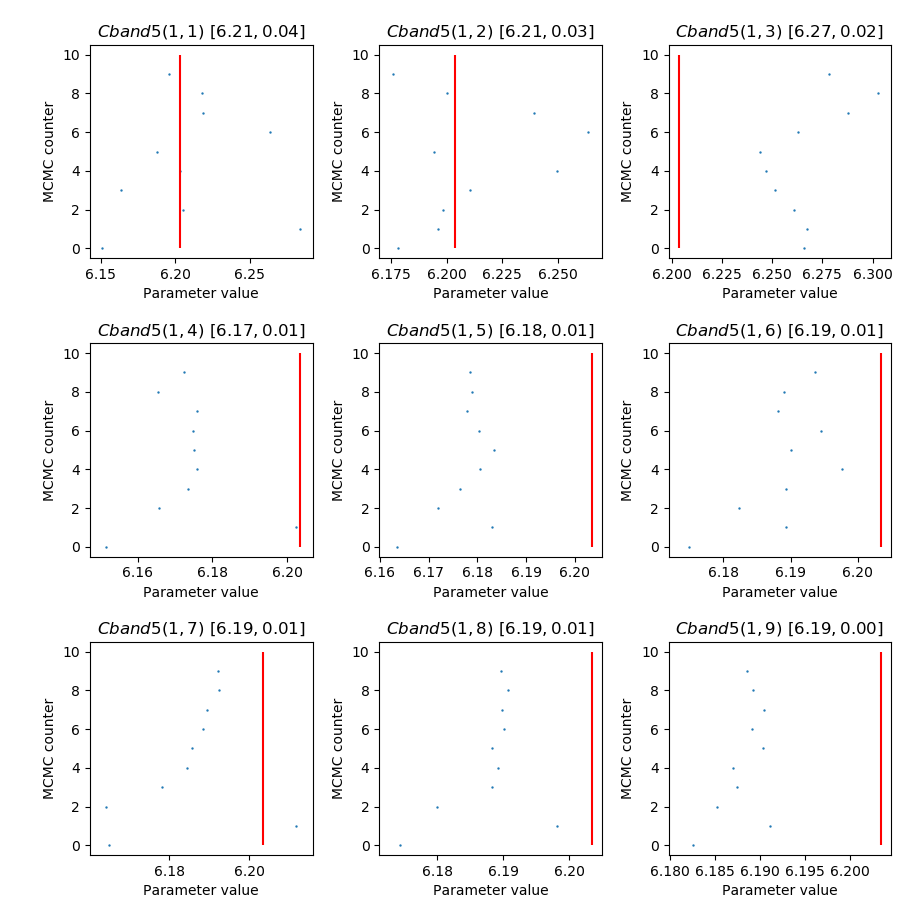 Cband5(1,1) [6.21, 0.04]
10
8
6
4
2
0
MCMC counter
6.15 6.20 6.25
Parameter value
Cband5(1,2) [6.21, 0.03]
10
8
6
4
2
0
MCMC counter
6.175 6.200 6.225 6.250
Parameter value
Cband5(1,3) [6.27, 0.02]
10
8
6
4
2
0
MCMC counter
6.200 6.225 6.250 6.275 6.300
Parameter value
Cband5(1,4) [6.17, 0.01]
10
8
6
4
2
0
MCMC counter
6.16 6.18 6.20
Parameter value
Cband5(1,5) [6.18, 0.01]
10
8
6
4
2
0
MCMC counter
6.16 6.17 6.18 6.19 6.20
Parameter value
Cband5(1,6) [6.19, 0.01]
10
8
6
4
2
0
MCMC counter
6.18 6.19 6.20
Parameter value
Cband5(1,7) [6.19, 0.01]
10
8
6
4
2
0
MCMC counter
6.18 6.20
Parameter value
Cband5(1,8) [6.19, 0.01]
10
8
6
4
2
0
MCMC counter
6.18 6.19 6.20
Parameter value
Cband5(1,9) [6.19, 0.00]
10
8
6
4
2
0
MCMC counter
6.180 6.185 6.190 6.195 6.200
Parameter value